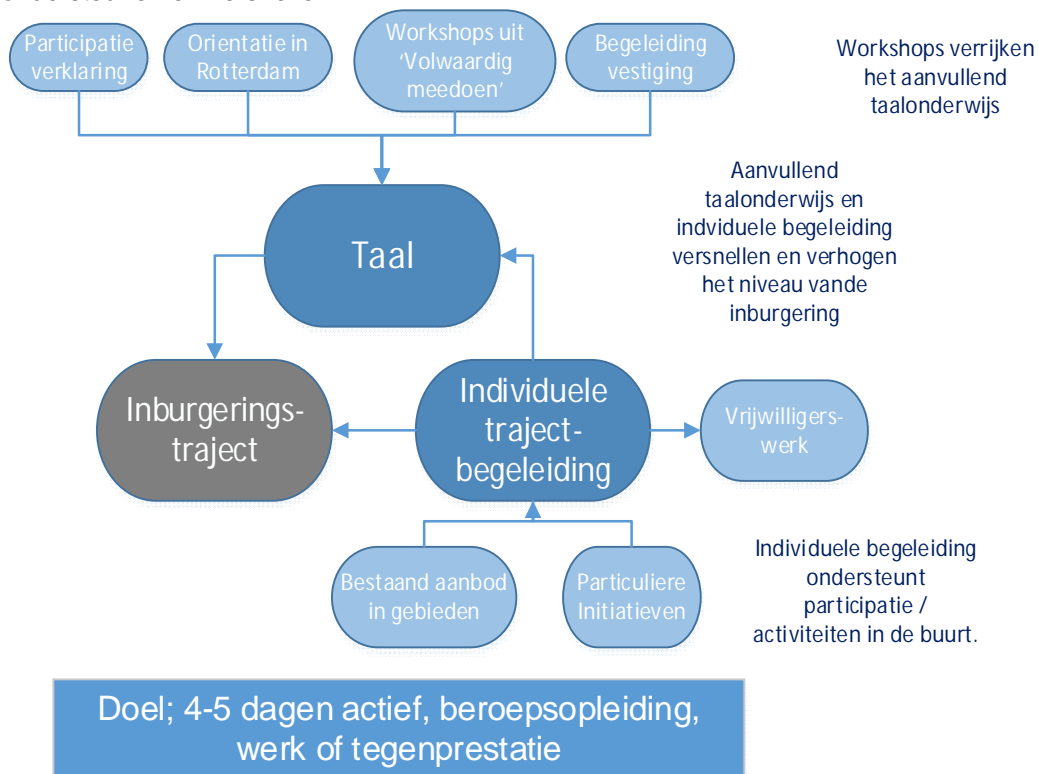 Participatie
verklaring
Orientatie in
Rotterdam
Workshops uit
'Volwaardig
meedoen'
Begeleiding
vestiging
Workshops verrijken
het aanvullend
taalonderwijs
Aanvullend
taalonderwijs en
indviduele begeleiding
versnellen en verhogen
het niveau vande
inburgering
Taal
Inburgerings-
traject
Individuele
traject-
begeleiding
Vrijwilligers-
werk
Bestaand aanbod
in gebieden
Particuliere
Initiatieven
Individuele begeleiding
ondersteunt
participatie /
activiteiten in de buurt.
Doel; 4-5 dagen actief, beroepsopleiding,
werk of tegenprestatie